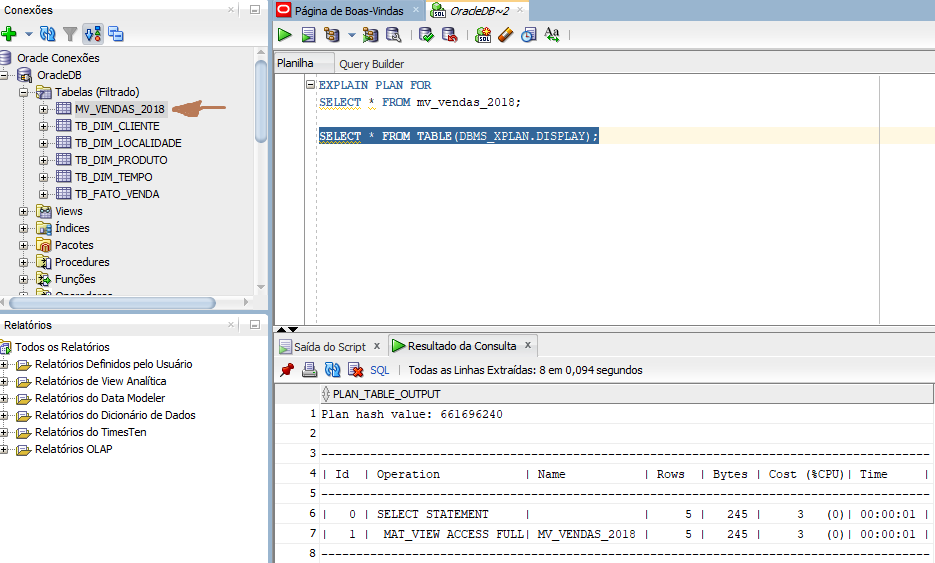 Conexões
Oracle Conexões
OracleDB
Tabelas (Filtrado)
MV_VENDAS_2018
TB_DIM_CLIENTE
TB_DIM_LOCALIDADE
TB_DIM_PRODUTO
TB_DIM_TEMPO
TB_FATO_VENDA
Views
Índices
Pacotes
Procedures
Funções
Relatórios
Todos os Relatórios
Relatórios Definidos pelo Usuário
Relatórios de View Analítica
Relatórios do Data Modeler
Relatórios do Dicionário de Dados
Relatórios do TimesTen
Relatórios OLAP
Página de Boas-Vindas
OracleDB~2
Planilha
Query Builder
EXPLAIN PLAN FOR
SELECT * FROM mv_vendas_2018;
SELECT * FROM TABLE(DBMS_XPLAN.DISPLAY);
Saída do Script x
Resultado da Consulta x
SQL | Todas as Linhas Extraídas: 8 em 0,094 segundos
PLAN_TABLE_OUTPUT
1 Plan hash value: 661696240
2
3 ---------------------------------------------------------------------------------------
4 | Id | Operation | Name | Rows | Bytes | Cost (%CPU)| Time |
5 ---------------------------------------------------------------------------------------
6 | 0 | SELECT STATEMENT | | 5 | 245 | 3 (0)| 00:00:01 |
7 | 1 | MAT_VIEW ACCESS FULL| MV_VENDAS_2018 | 5 | 245 | 3 (0)| 00:00:01 |
8 ---------------------------------------------------------------------------------------